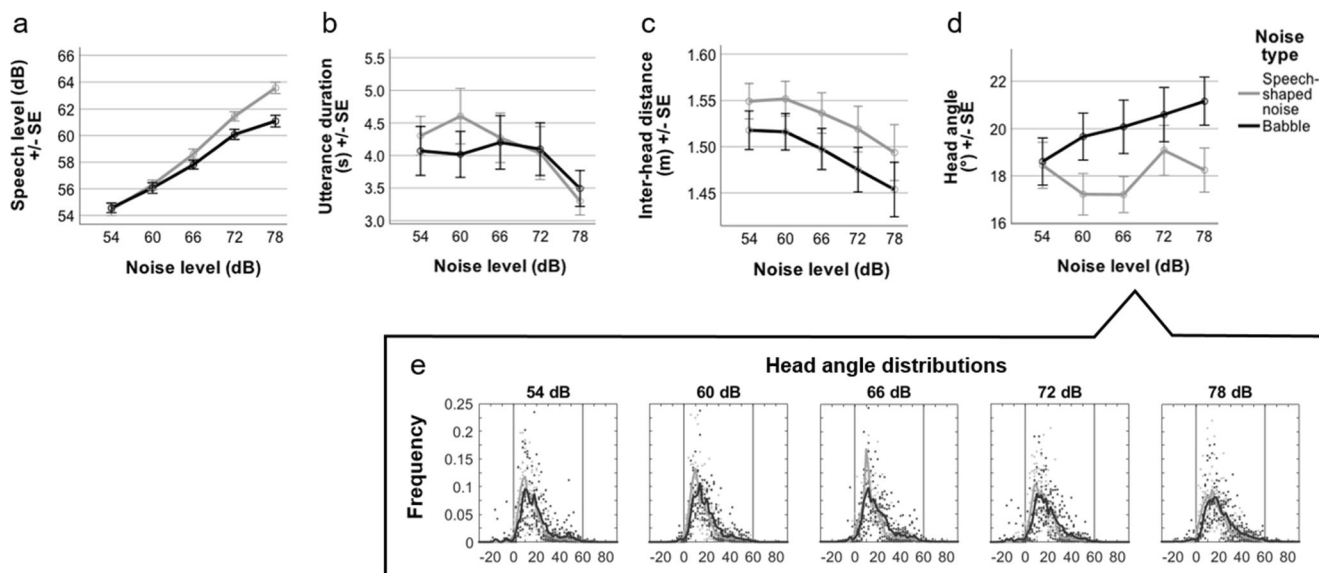 a
Speech level (dB)
+/- SE
66
64
62
60
58
56
54
54 60 66 72 78
Noise level (dB)
b
Utterance duration
(s) +/- SE
5.5
5.0
4.5
4.0
3.5
3.0
54 60 66 72 78
Noise level (dB)
c
Inter-head distance
(m) +/- SE
1.60
1.55
1.50
1.45
54 60 66 72 78
Noise level (dB)
d
Head angle
(°) +/- SE
22
20
18
16
54 60 66 72 78
Noise level (dB)
Noise
type
Speech-
shaped
noise
Babble
e
Head angle distributions
54 dB 60 dB 66 dB 72 dB 78 dB
Frequency
0.25
0.2
0.15
0.1
0.05
0
-20 0 20 40 60 80
-20 0 20 40 60 80
-20 0 20 40 60 80
-20 0 20 40 60 80
-20 0 20 40 60 80